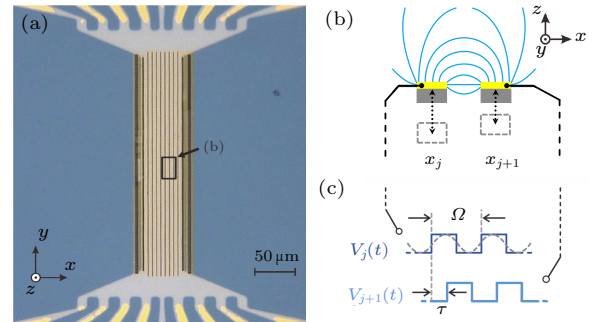 (a)
(b)
y
x
z
50 μm
(b)
z
x
y
x_j
x_{j+1}
(c)
Ω
V_j(t)
V_{j+1}(t)
τ